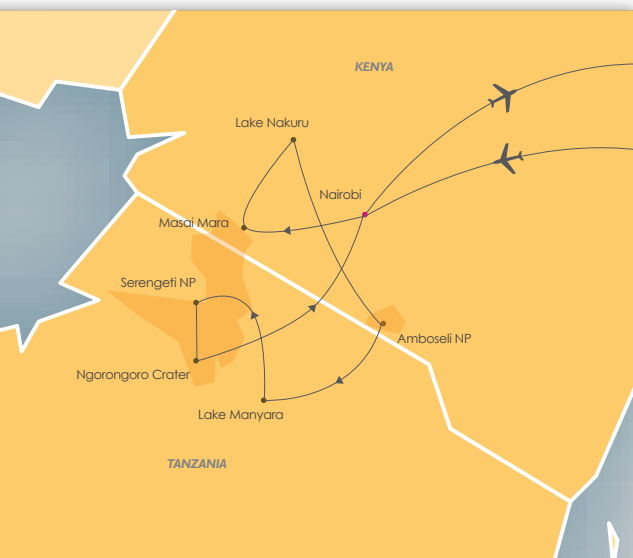 KENYA
Lake Nakuru
Nairobi
Masai Mara
Serengeti NP
Amboseli NP
Ngorongoro Crater
Lake Manyara
TANZANIA